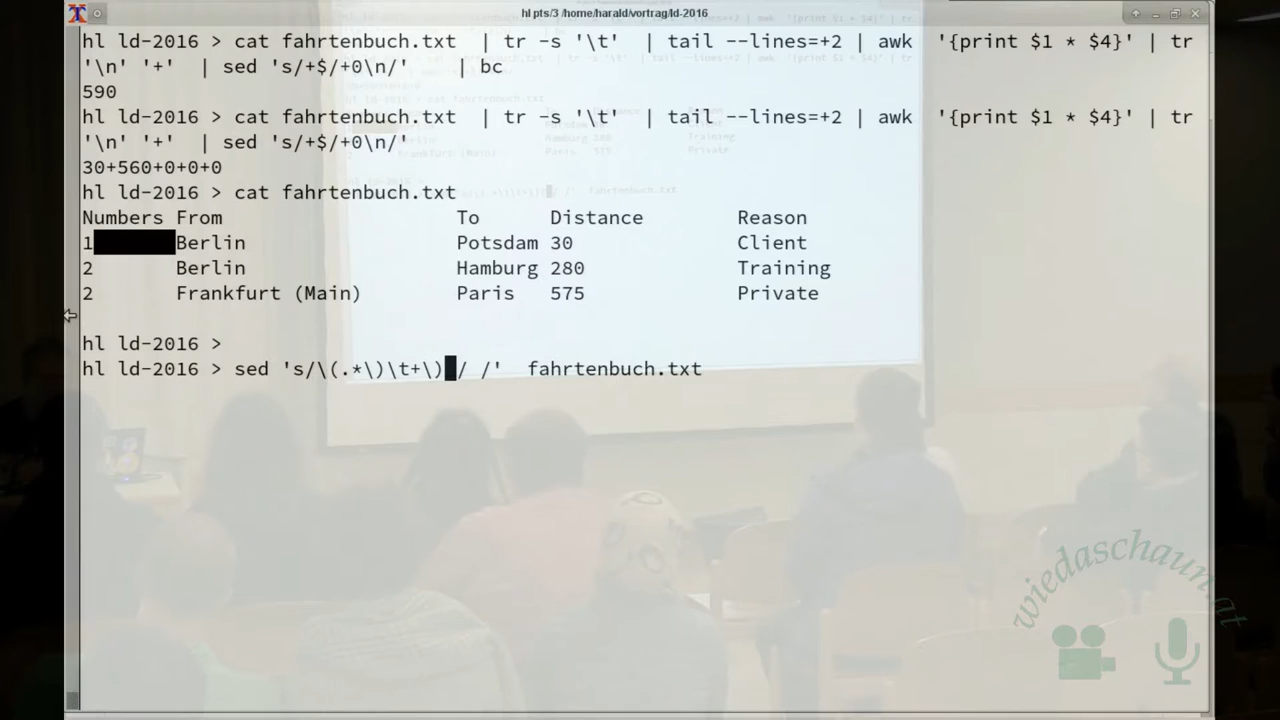 hl pts/3 /home/harald/vortrag/ld-2016
hl ld-2016 > cat fahrtenbuch.txt | tr -s '\t' | tail --lines=+2 | awk '{print $1 * $4}' | tr
'\n' '+' | sed 's/+$/+0\n/' | bc
590
hl ld-2016 > cat fahrtenbuch.txt | tr -s '\t' | tail --lines=+2 | awk '{print $1 * $4}' | tr
'\n' '+' | sed 's/+$/+0\n/'
30+560+0+0+0
hl ld-2016 > cat fahrtenbuch.txt
Numbers From To Distance Reason
1 Berlin Potsdam 30 Client
2 Berlin Hamburg 280 Training
2 Frankfurt (Main) Paris 575 Private
hl ld-2016 >
hl ld-2016 > sed 's/\(.*\)\t+\) / /' fahrtenbuch.txt
wiedaschaun.at